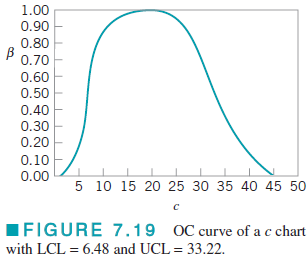 1.00
0.90
0.80
β 0.70
0.60
0.50
0.40
0.30
0.20
0.10
0.00
5 10 15 20 25 30 35 40 45 50
c
■ FIGURE 7.19 OC curve of a c chart
with LCL = 6.48 and UCL = 33.22.